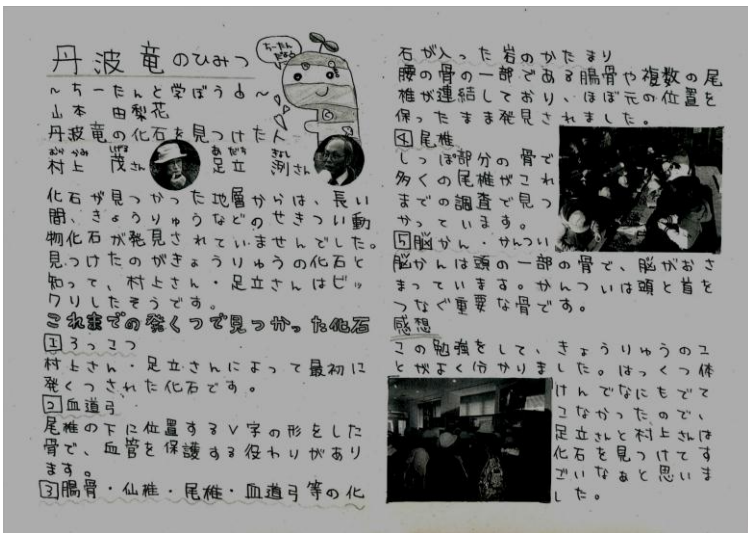 丹波竜のひみつ
ちーたん
だよ
～ちーたんと学ぼうよ～
山本 由梨花
丹波竜の化石を見つけた人
むらかみ しげる あだち きよし
村上 茂さん 足立 洌さん
化石が見つかった地層からは、長い
間、きょうりゅうなどのせきつい動
物化石が発見されていませんでした。
見つけたのがきょうりゅうの化石と
知って、村上さん・足立さんはビッ
クリしたそうです。
これまでの発くつで見つかった化石
1ろっこつ
村上さん・足立さんによって最初に
発くつされた化石です。
2血道弓
尾椎の下に位置するV字の形をした
骨で、血管を保護する役わりがあり
ます。
3腸骨・仙椎・尾椎・血道弓等の化
石が入った岩のかたまり
腰の骨の一部である腸骨や複数の尾
椎が連結しており、ほぼ元の位置を
保ったまま発見されました。
4尾椎
しっぽ部分の骨で
多くの尾椎がこれ
までの調査で見つ
かっています。
5脳かん・かんつい
脳かんは頭の一部の骨で、脳がおさ
まっています。かんついは頭と首を
つなぐ重要な骨です。
感想
この勉強をして、きょうりゅうのコ
とがよく分かりました。はっくつ体
けんでなにもでて
こなかったので、
足立さんと村上さんは
化石を見つけてす
ごいなぁと思いま
した。